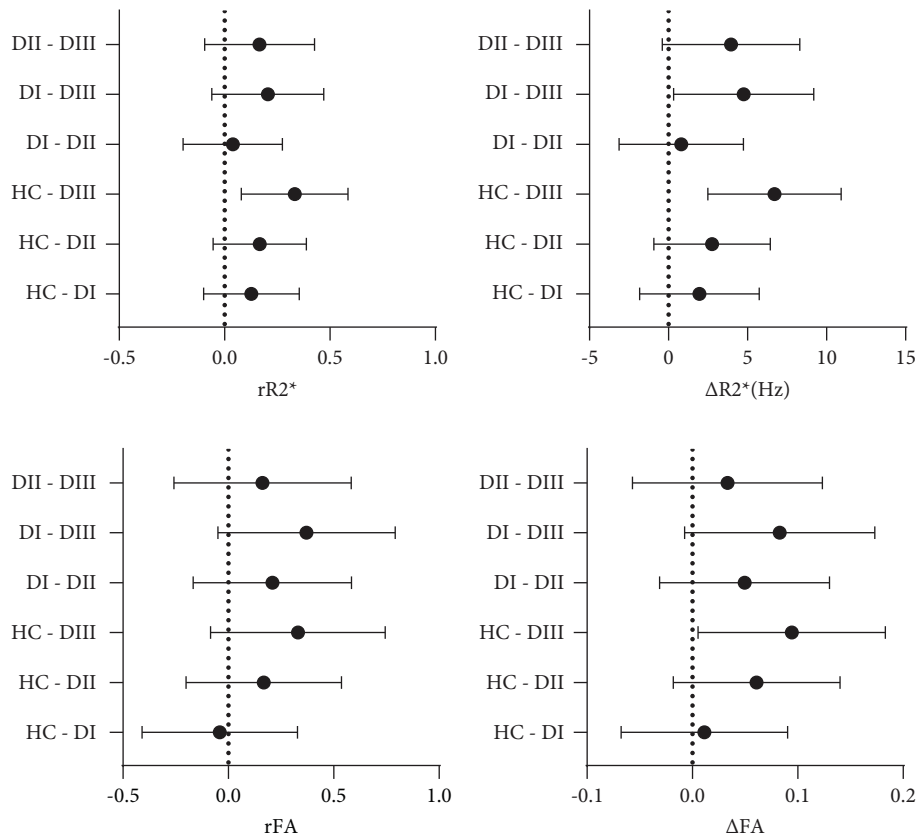 DII - DIII
DI - DIII
DI - DII
HC - DIII
HC - DII
HC - DI
-0.5 0.0 0.5 1.0
rR2*
DII - DIII
DI - DIII
DI - DII
HC - DIII
HC - DII
HC - DI
-5 0 5 10 15
ΔR2*(Hz)
DII - DIII
DI - DIII
DI - DII
HC - DIII
HC - DII
HC - DI
-0.5 0.0 0.5 1.0
rFA
DII - DIII
DI - DIII
DI - DII
HC - DIII
HC - DII
HC - DI
-0.1 0.0 0.1 0.2
ΔFA